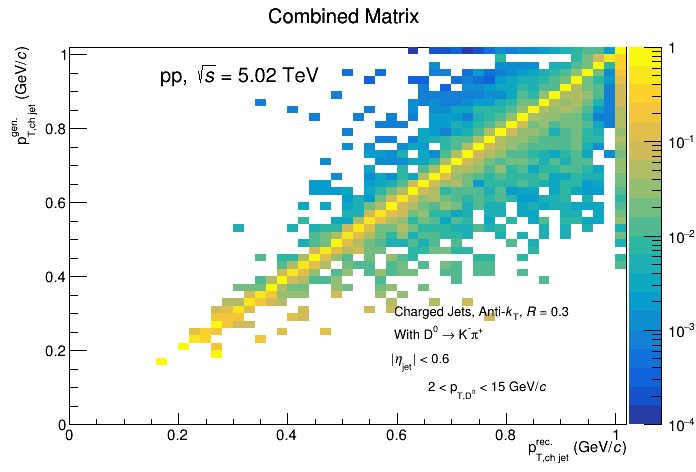 Combined Matrix
p^gen._T,ch jet (GeV/c)
pp, √s = 5.02 TeV
1
0.8
0.6
0.4
0.2
0
Charged Jets, Anti-k_T, R = 0.3
With D^0 → K^-π^+
|η_jet| < 0.6
2 < p_T,D^0 < 15 GeV/c
0 0.2 0.4 0.6 0.8 1
p^rec._T,ch jet (GeV/c)
1
10^-1
10^-2
10^-3
10^-4